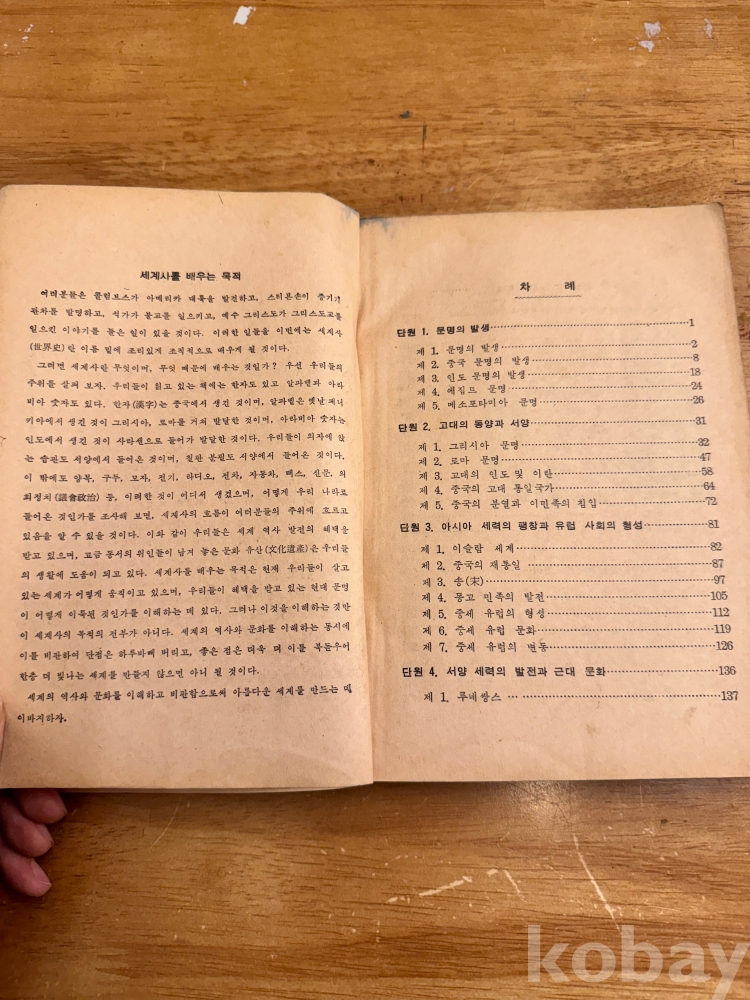 세계사를 배우는 목적
여러분들은 콜럼브스가 아메리카 대륙을 발견하고, 스티븐손이 증기기
관차를 발명하고, 석가가 불교를 일으키고, 예수 그리스도가 그리스도교를
일으킨 이야기를 들은 일이 있을 것이다. 이러한 일들을 이번에는 세계사
(世界史)란 이름 밑에 조리있게 조직적으로 배우게 될 것이다.
그러면 세계사란 무엇이며, 무엇 때문에 배우는 것일가? 우선 우리들의
주위를 살펴 보자. 우리들이 읽고 있는 책에는 한자도 있고 알파벹과 아라
비아 숫자도 있다. 한자(漢字)는 중국에서 생긴 것이며, 알파벹은 옛날 페니
키아에서 생긴 것이 그리시아, 로마를 거쳐 발달한 것이며, 아라비아 숫자는
인도에서 생긴 것이 사라센으로 들어가 발달한 것이다. 우리들이 의자에 앉
는 습관도 서양에서 들어온 것이며, 칠판 분필도 서양에서 들어온 것이다.
이 밖에도 양복, 구두, 모자, 전기, 라디오, 전차, 자동차, 뻐스, 신문, 의
회정치(議會政治) 등, 이러한 것이 어디서 생겼으며, 어떻게 우리 나라로
들어온 것인가를 조사해 보면, 세계사의 흐름이 여러분들의 주위에 흐르고
있음을 알 수 있을 것이다. 이와 같이 우리들은 세계 역사 발전의 혜택을
받고 있으며, 고금 동서의 위인들이 남겨 놓은 문화 유산(文化遺產)은 우리들
의 생활에 도움이 되고 있다. 세계사를 배우는 목적은 현재 우리들이 살고
있는 세계가 어떻게 움직이고 있으며, 우리들이 혜택을 받고 있는 현대 문명
이 어떻게 이룩된 것인가를 이해하는 데 있다. 그러나 이것을 이해하는 것만
이 세계사의 목적의 전부가 아니다. 세계의 역사와 문화를 이해하는 동시에
이를 비판하여 단점은 하루바삐 버리고, 좋은 점은 더욱 더 이를 북돋우어
한층 더 빛나는 세계를 만들지 않으면 아니 될 것이다.
세계의 역사와 문화를 이해하고 비판함으로써 아름다운 세계를 만드는 데
이바지하자.
차 례
단원 1. 문명의 발생 1
제 1. 문명의 발생 2
제 2. 중국 문명의 발생 8
제 3. 인도 문명의 발생 18
제 4. 에집트 문명 24
제 5. 메소포타미아 문명 26
단원 2. 고대의 동양과 서양 31
제 1. 그리시아 문명 32
제 2. 로마 문명 47
제 3. 고대의 인도 및 이란 58
제 4. 중국의 고대 통일국가 64
제 5. 중국의 분열과 이민족의 침입 72
단원 3. 아시아 세력의 팽창과 유럽 사회의 형성 81
제 1. 이슬람 세계 82
제 2. 중국의 재통일 87
제 3. 송(宋) 97
제 4. 몽고 민족의 발전 105
제 5. 중세 유럽의 형성 112
제 6. 중세 유럽 문화 119
제 7. 중세 유럽의 변동 126
단원 4. 서양 세력의 발전과 근대 문화 136
제 1. 루네쌍스 137
kobay